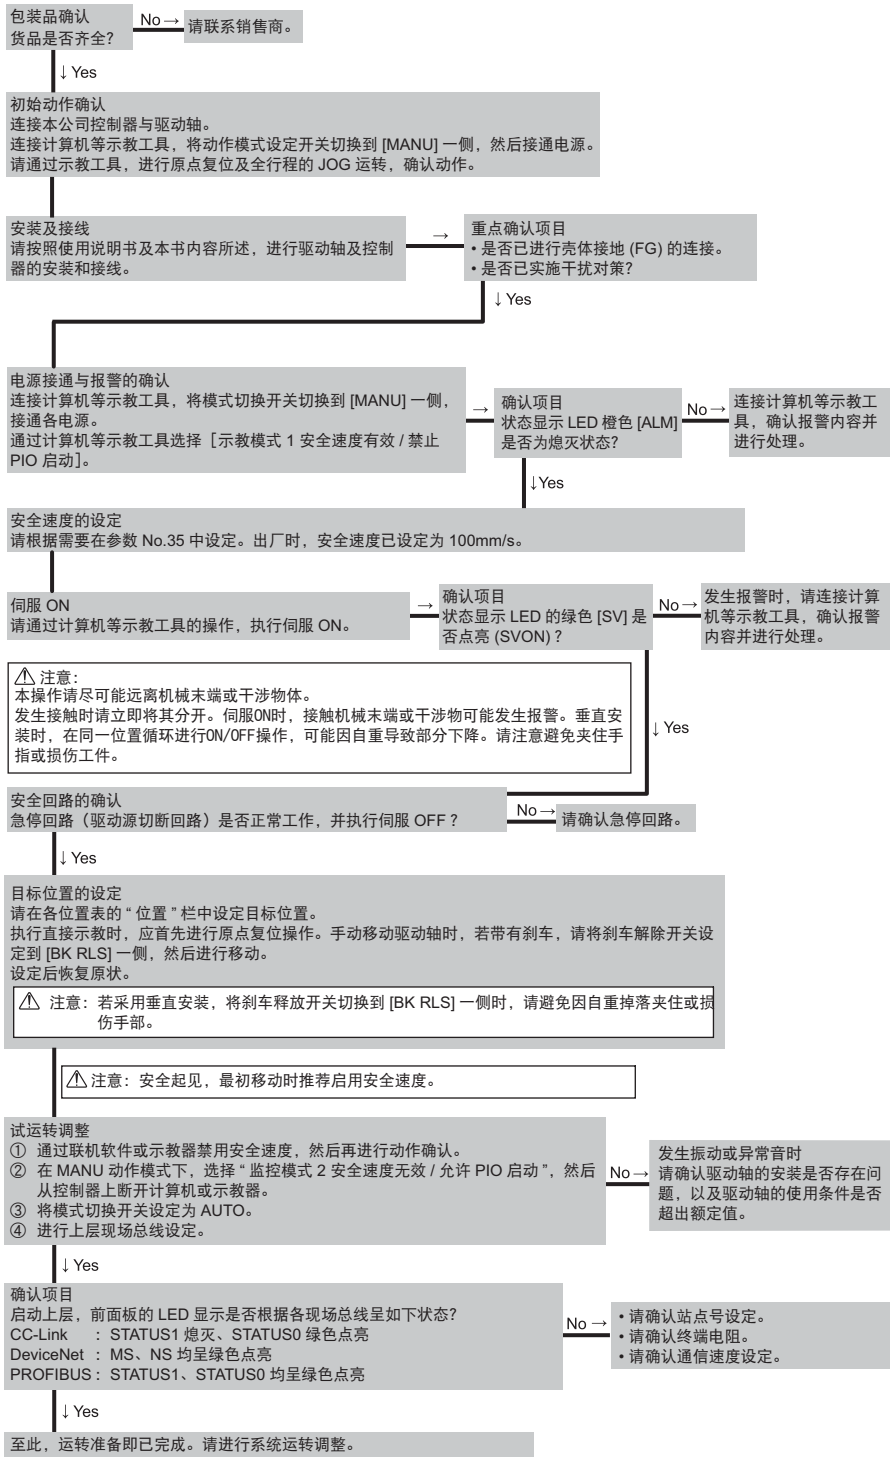 包装品确认
货品是否齐全?
No→
请联系销售商。
↓Yes
初始动作确认
连接本公司控制器与驱动轴。
连接计算机等示教工具，将动作模式设定开关切换到 [MANU] 一侧，然后接通电源。
请通过示教工具，进行原点复位及全行程的 JOG 运转，确认动作。
安装及接线
请按照使用说明书及本书内容所述，进行驱动轴及控制
器的安装和接线。
→
重点确认项目
• 是否已进行壳体接地 (FG) 的连接。
• 是否已实施干扰对策?
↓Yes
电源接通与报警的确认
连接计算机等示教工具，将模式切换开关切换到 [MANU] 一侧，
接通各电源。
通过计算机等示教工具选择［示教模式 1 安全速度有效 / 禁止
PIO 启动］。
→
确认项目
状态显示 LED 橙色 [ALM]
是否为熄灭状态?
No→
连接计算机等示教工
具，确认报警内容并
进行处理。
↓Yes
安全速度的设定
请根据需要在参数 No.35 中设定。出厂时，安全速度已设定为 100mm/s。
伺服 ON
请通过计算机等示教工具的操作，执行伺服 ON。
→
确认项目
状态显示 LED 的绿色 [SV] 是
否点亮 (SVON)？
No→
发生报警时，请连接计算
机等示教工具，确认报警
内容并进行处理。
⚠ 注意：
本操作请尽可能远离机械末端或干涉物体。
发生接触时请立即将其分开。伺服ON时，接触机械末端或干涉物可能发生报警。垂直安
装时，在同一位置循环进行ON/OFF操作，可能因自重导致部分下降。请注意避免夹住手
指或损伤工件。
↓Yes
安全回路的确认
急停回路（驱动源切断回路）是否正常工作，并执行伺服 OFF？
No→
请确认急停回路。
↓Yes
目标位置的设定
请在各位置表的 “ 位置 ” 栏中设定目标位置。
执行直接示教时，应首先进行原点复位操作。手动移动驱动轴时，若带有刹车，请将刹车解除开关设
定到 [BK RLS] 一侧，然后进行移动。
设定后恢复原状。
⚠ 注意：若采用垂直安装，将刹车释放开关切换到 [BK RLS] 一侧时，请避免因自重掉落夹住或损
伤手部。
⚠ 注意：安全起见，最初移动时推荐启用安全速度。
试运转调整
① 通过联机软件或示教器禁用安全速度，然后再进行动作确认。
② 在 MANU 动作模式下，选择 “ 监控模式 2 安全速度无效 / 允许 PIO 启动 ”，然后
从控制器上断开计算机或示教器。
③ 将模式切换开关设定为 AUTO。
④ 进行上层现场总线设定。
No→
发生振动或异常音时
请确认驱动轴的安装是否存在问
题，以及驱动轴的使用条件是否
超出额定值。
↓Yes
确认项目
启动上层，前面板的 LED 显示是否根据各现场总线呈如下状态?
CC-Link ：STATUS1 熄灭、STATUS0 绿色点亮
DeviceNet ：MS、NS 均呈绿色点亮
PROFIBUS：STATUS1、STATUS0 均呈绿色点亮
No →
• 请确认站点号设定。
• 请确认终端电阻。
• 请确认通信速度设定。
↓Yes
至此，运转准备即已完成。请进行系统运转调整。